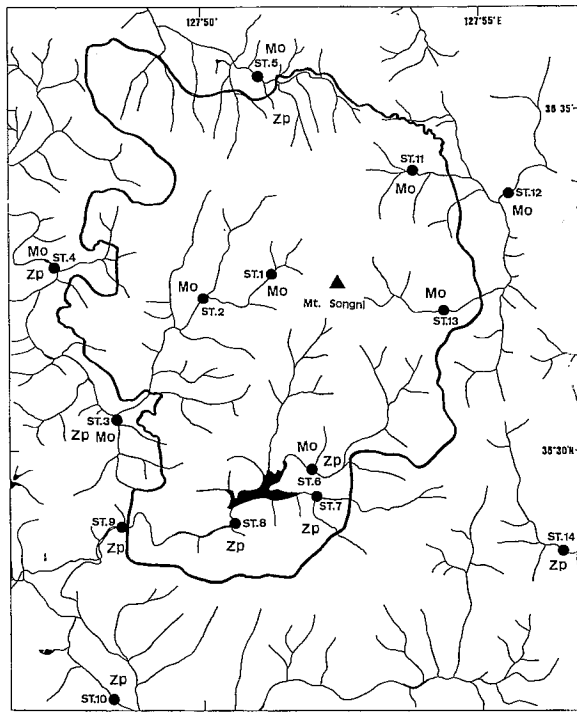 127°50' 127°55' E
Mo
ST.5
Zp
36 35'
ST.11
Mo
ST.12
Mo
Mo
ST.4
Zp
ST.1
Mo
Mo
ST.2
Mt. Songni
Mo
ST.13
ST.3
Zp
Mo
Mo
Zp
ST.6
36°30'N
ST.7
Zp
ST.9
Zp
ST.8
Zp
ST.14
Zp
Zp
ST.10